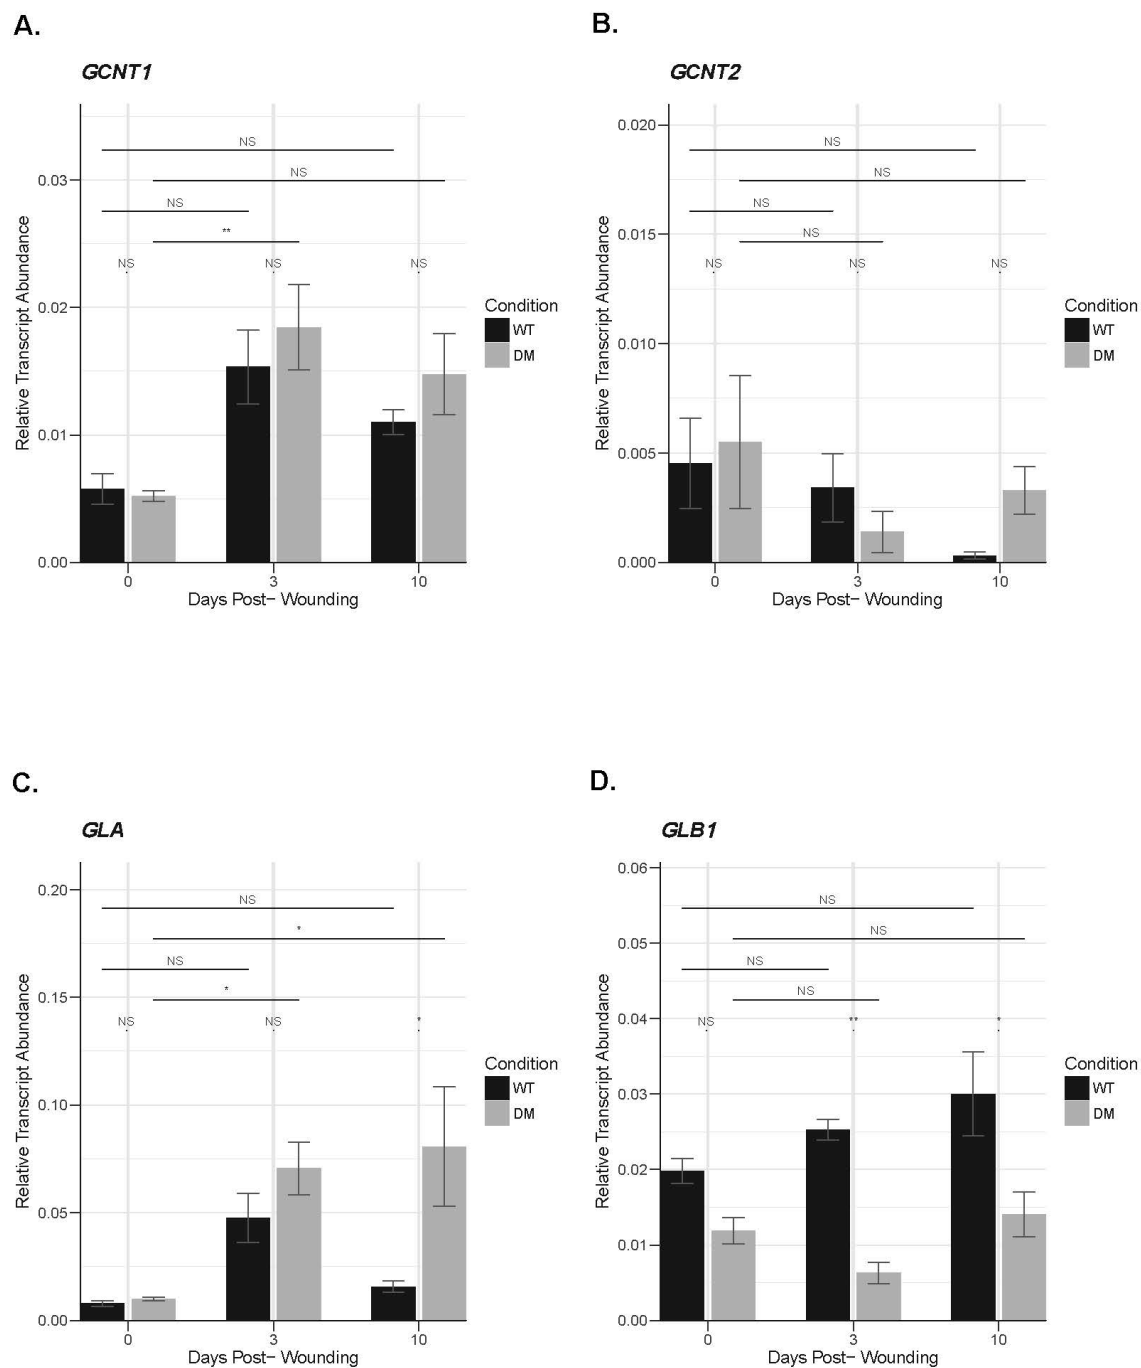 A.
GCNT1
Relative Transcript Abundance
0.03
0.02
0.01
0.00
NS
NS
NS
**
NS NS NS
0 3 10
Days Post– Wounding
Condition
WT
DM
B.
GCNT2
Relative Transcript Abundance
0.020
0.015
0.010
0.005
0.000
NS
NS
NS
NS
NS NS NS
0 3 10
Days Post– Wounding
Condition
WT
DM
C.
GLA
Relative Transcript Abundance
0.20
0.15
0.10
0.05
0.00
NS
*
NS
*
NS NS *
0 3 10
Days Post– Wounding
Condition
WT
DM
D.
GLB1
Relative Transcript Abundance
0.06
0.05
0.04
0.03
0.02
0.01
0.00
NS
NS
NS
NS
NS ** *
0 3 10
Days Post– Wounding
Condition
WT
DM